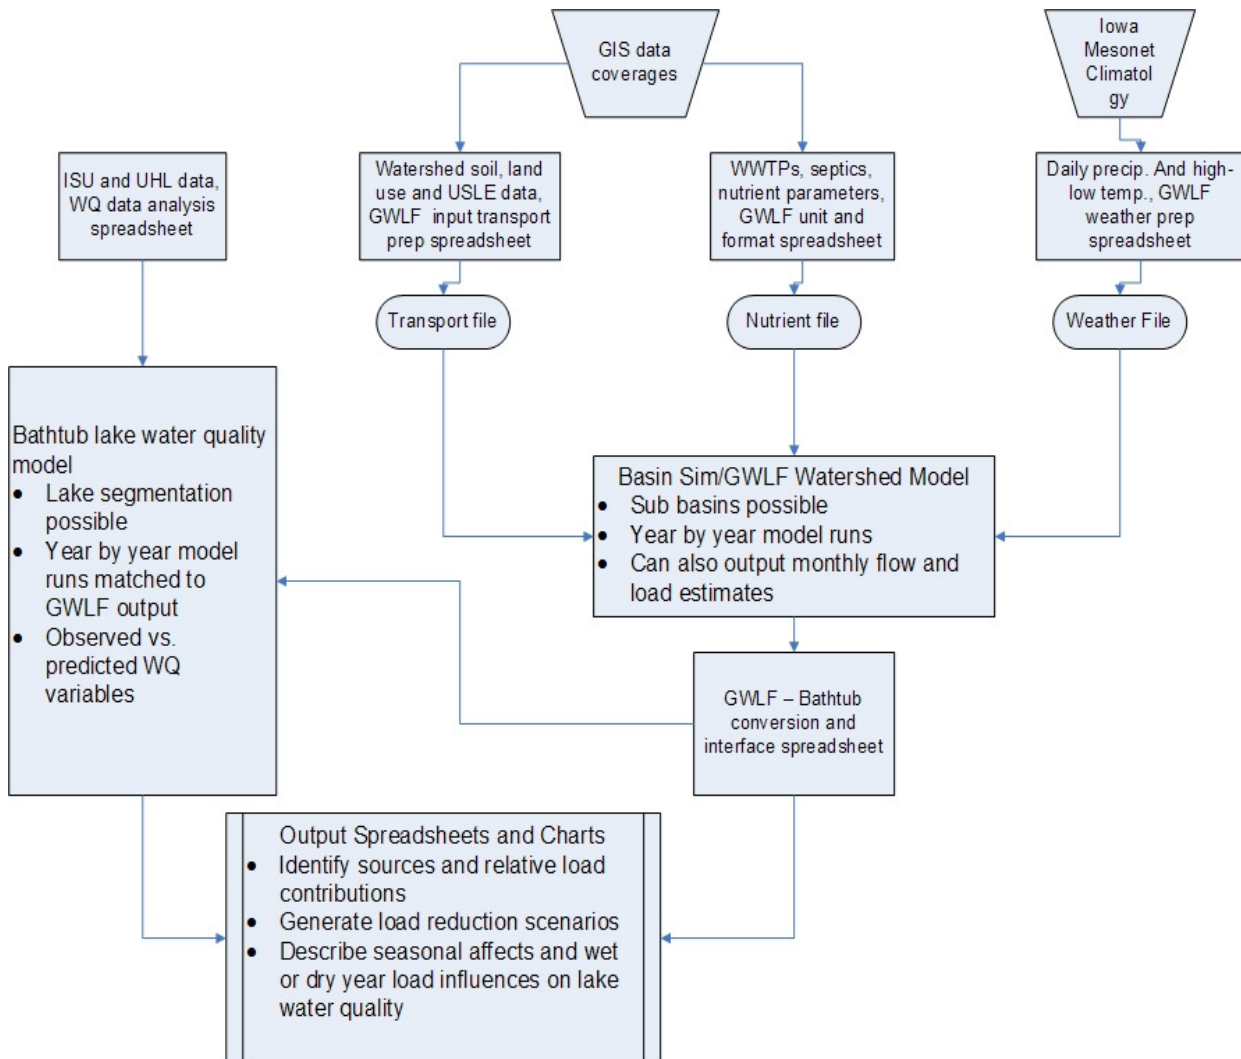 GIS data
coverages
Iowa
Mesonet
Climatol
gy
ISU and UHL data,
WQ data analysis
spreadsheet
Watershed soil, land
use and USLE data,
GWLF input transport
prep spreadsheet
WWTPs, septics,
nutrient parameters,
GWLF unit and
format spreadsheet
Daily precip. And high-
low temp., GWLF
weather prep
spreadsheet
Transport file
Nutrient file
Weather File
Bathtub lake water quality
model
• Lake segmentation
possible
• Year by year model
runs matched to
GWLF output
• Observed vs.
predicted WQ
variables
Basin Sim/GWLF Watershed Model
• Sub basins possible
• Year by year model runs
• Can also output monthly flow and
load estimates
GWLF – Bathtub
conversion and
interface spreadsheet
Output Spreadsheets and Charts
• Identify sources and relative load
contributions
• Generate load reduction scenarios
• Describe seasonal affects and wet
or dry year load influences on lake
water quality